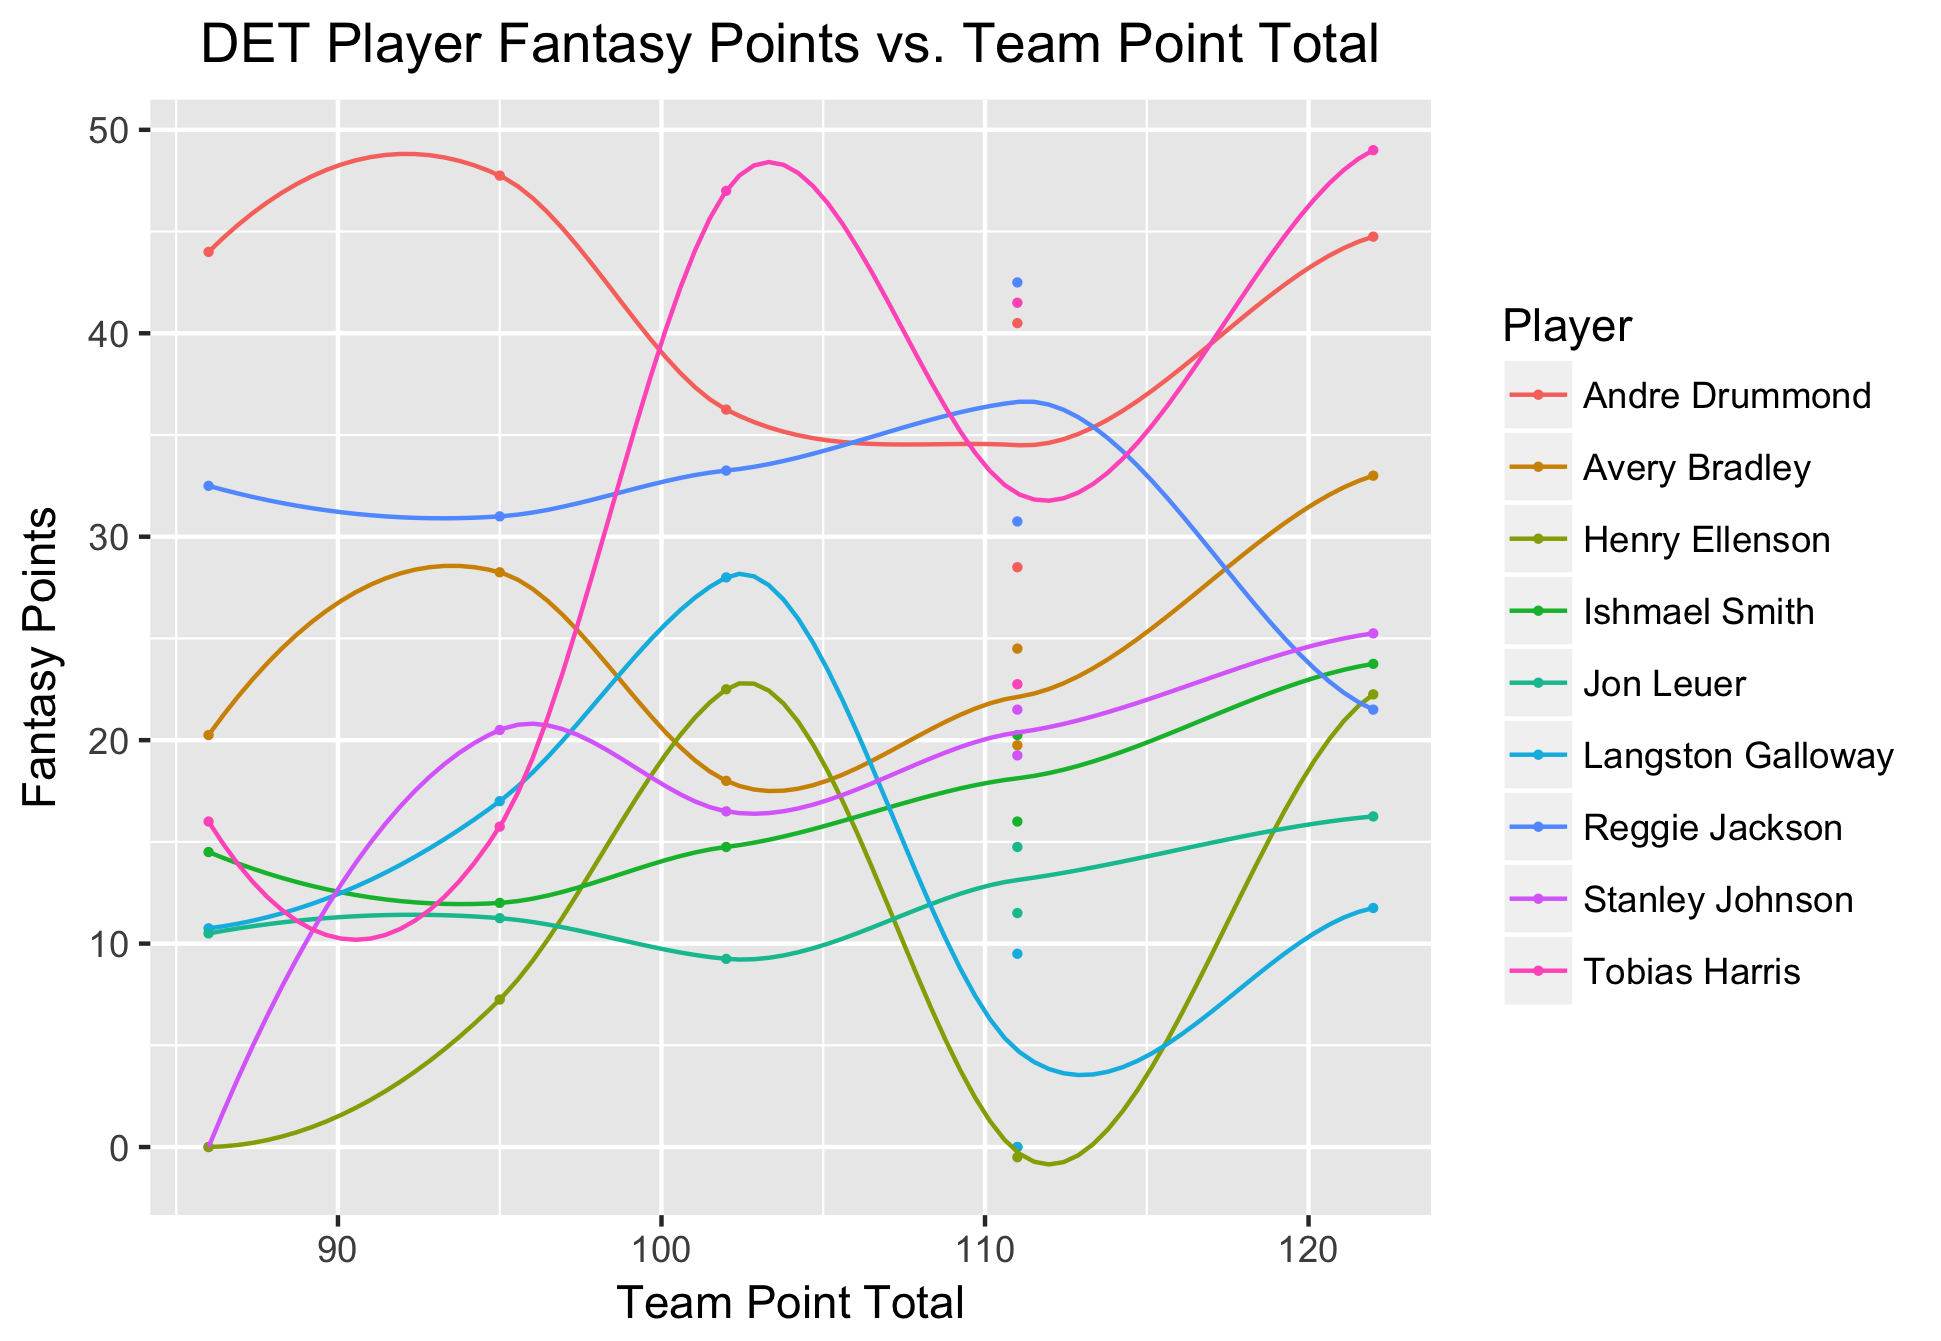 DET Player Fantasy Points vs. Team Point Total
50
40
30
20
10
0
Fantasy Points
90
100
110
120
Team Point Total
Player
Andre Drummond
Avery Bradley
Henry Ellenson
Ishmael Smith
Jon Leuer
Langston Galloway
Reggie Jackson
Stanley Johnson
Tobias Harris